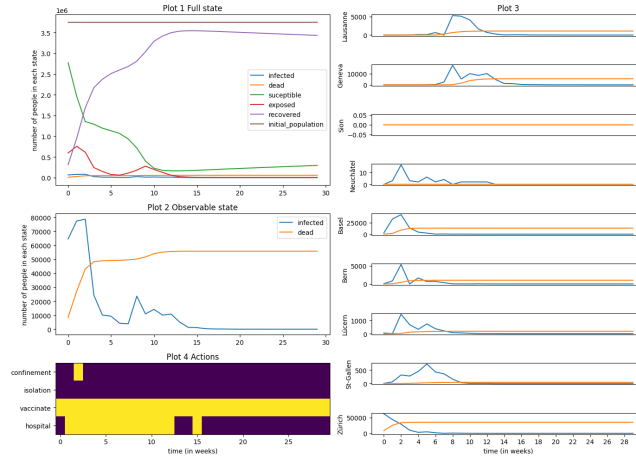 Plot 1 Full state
1e6
number of people in each state
3.5
3.0
2.5
2.0
1.5
1.0
0.5
0.0
infected
dead
suceptible
exposed
recovered
initial_population
0 5 10 15 20 25 30
Plot 2 Observable state
number of people in each state
80000
70000
60000
50000
40000
30000
20000
10000
0
infected
dead
0 5 10 15 20 25 30
Plot 4 Actions
confinement
isolation
vaccinate
hospital
0 5 10 15 20 25
time (in weeks)
Plot 3
Lausanne
5000
0
Geneva
10000
0
Sion
0.05
0.00
−0.05
Neuchâtel
10
0
Basel
25000
0
Bern
5000
0
Lucern
1000
0
St-Gallen
500
0
Zürich
50000
0
0 2 4 6 8 10 12 14 16 18 20 22 24 26 28
time (in weeks)